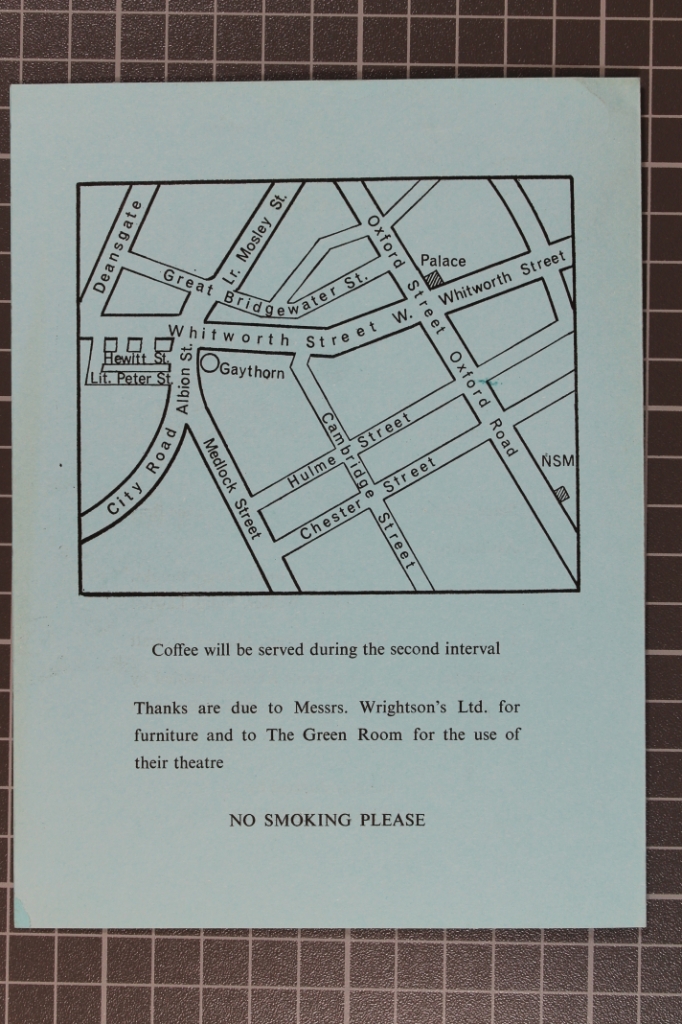 Deansgate
Lr. Mosley St.
Oxford Street
Palace
Great Bridgewater St.
Whitworth Street
Whitworth Street W.
Hewitt St.
Lit. Peter St.
Albion St.
Gaythorn
Oxford Road
City Road
Medlock Street
Cambridge Street
Hulme Street
Chester Street
NSM
Coffee will be served during the second interval
Thanks are due to Messrs. Wrightson's Ltd. for
furniture and to The Green Room for the use of
their theatre
NO SMOKING PLEASE